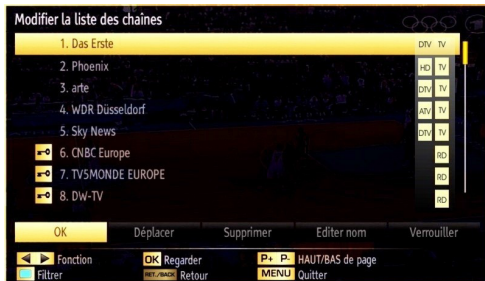 Modifier la liste des chaînes
1. Das Erste DTV TV
2. Phoenix HD TV
3. arte DTV TV
4. WDR Düsseldorf ATV TV
5. Sky News DTV TV
6. CNBC Europe RD
7. TV5MONDE EUROPE RD
8. DW-TV RD
OK Déplacer Supprimer Editer nom Verrouiller
Fonction OK Regarder P+ P- HAUT/BAS de page
Filtrer RET./BACK Retour MENU Quitter